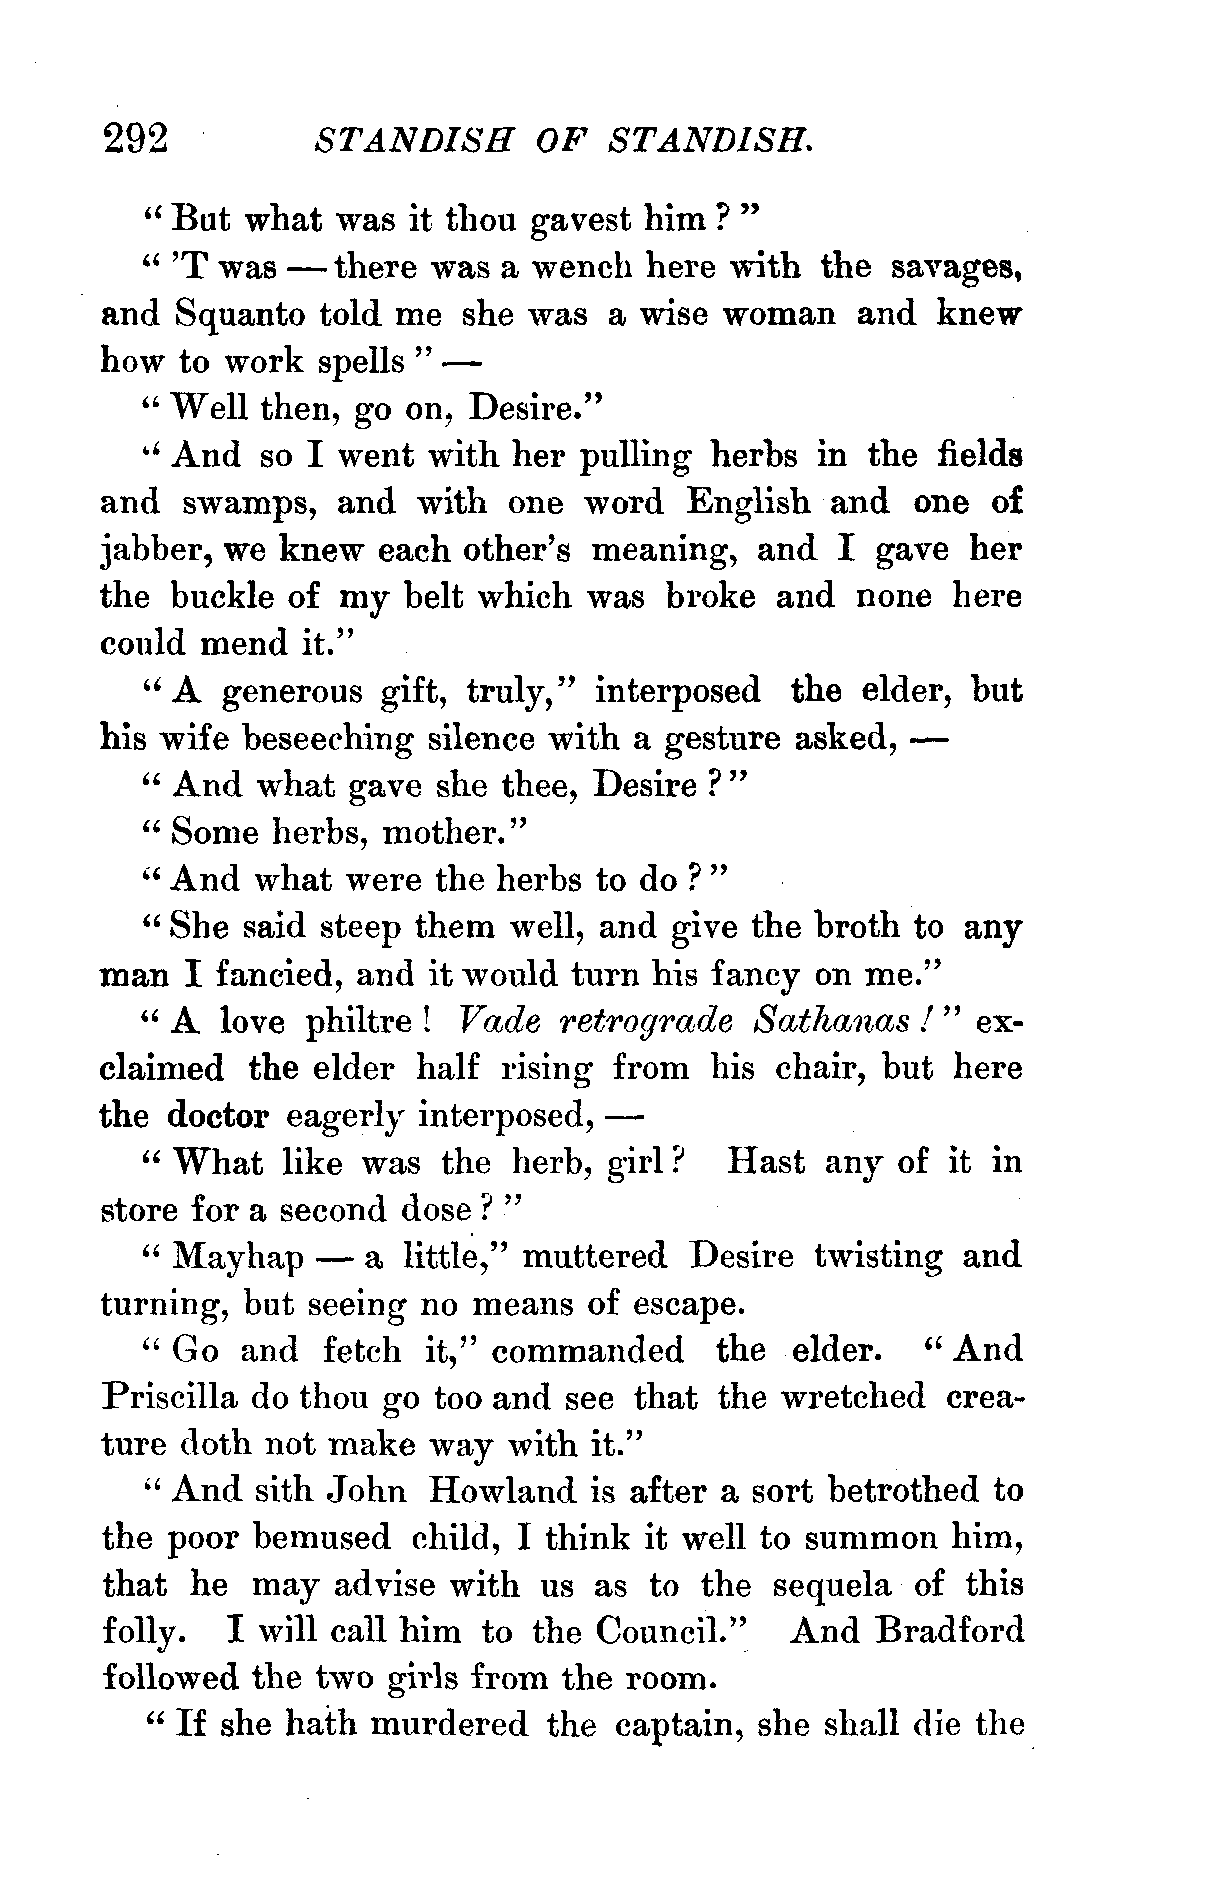 292 STANDISH OF STANDISH.
“ But what was it thou gavest him ? ”
“ ’T was — there was a wench here with the savages,
and Squanto told me she was a wise woman and knew
how to work spells ” —
“ Well then, go on, Desire.”
“ And so I went with her pulling herbs in the fields
and swamps, and with one word English and one of
jabber, we knew each other’s meaning, and I gave her
the buckle of my belt which was broke and none here
could mend it.”
“ A generous gift, truly,” interposed the elder, but
his wife beseeching silence with a gesture asked, —
“ And what gave she thee, Desire ? ”
“ Some herbs, mother.”
“ And what were the herbs to do ? ”
“ She said steep them well, and give the broth to any
man I fancied, and it would turn his fancy on me.”
“ A love philtre ! Vade retrograde Sathanas ! ” ex-
claimed the elder half rising from his chair, but here
the doctor eagerly interposed, —
“ What like was the herb, girl ? Hast any of it in
store for a second dose ? ”
“ Mayhap — a little,” muttered Desire twisting and
turning, but seeing no means of escape.
“ Go and fetch it,” commanded the elder. “ And
Priscilla do thou go too and see that the wretched crea-
ture doth not make way with it.”
“ And sith John Howland is after a sort betrothed to
the poor bemused child, I think it well to summon him,
that he may advise with us as to the sequela of this
folly. I will call him to the Council.” And Bradford
followed the two girls from the room.
“ If she hath murdered the captain, she shall die the